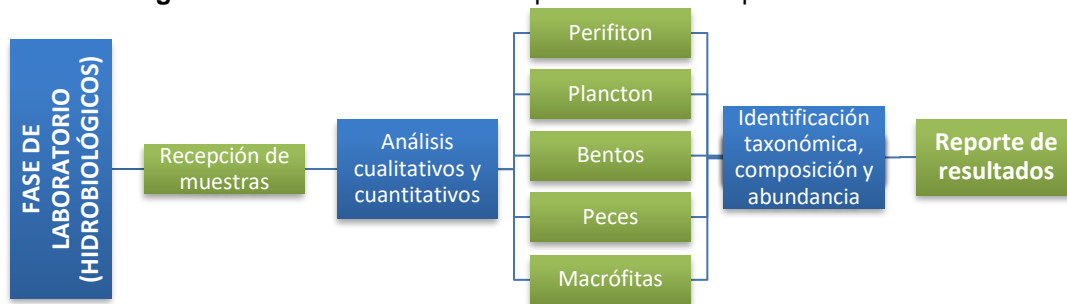 FASE DE
LABORATÓRIO
(HIDROBIOLÓGICOS)
Recepción de
muestras
Análisis
cualitativos y
cuantitativos
Perifiton
Plancton
Bentos
Peces
Macrófitas
Identificación
taxonómica,
composición y
abundancia
Reporte de
resultados